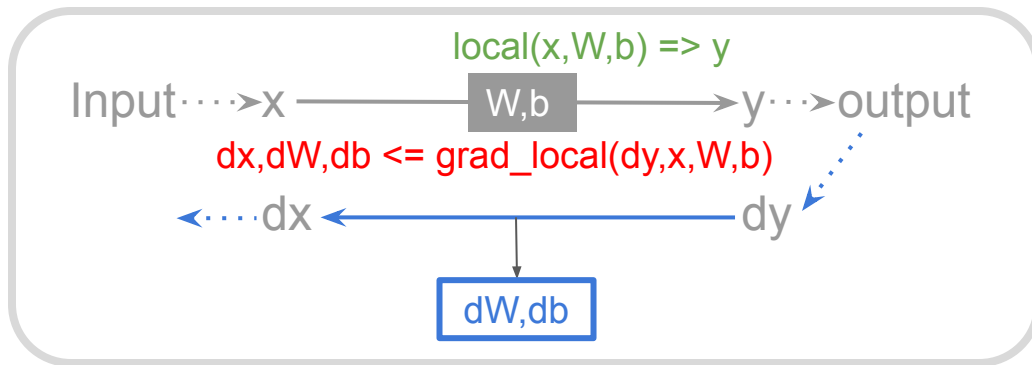 local(x,W,b) => y
Input x W,b y output
dx,dW,db <= grad_local(dy,x,W,b)
dx dy
dW,db